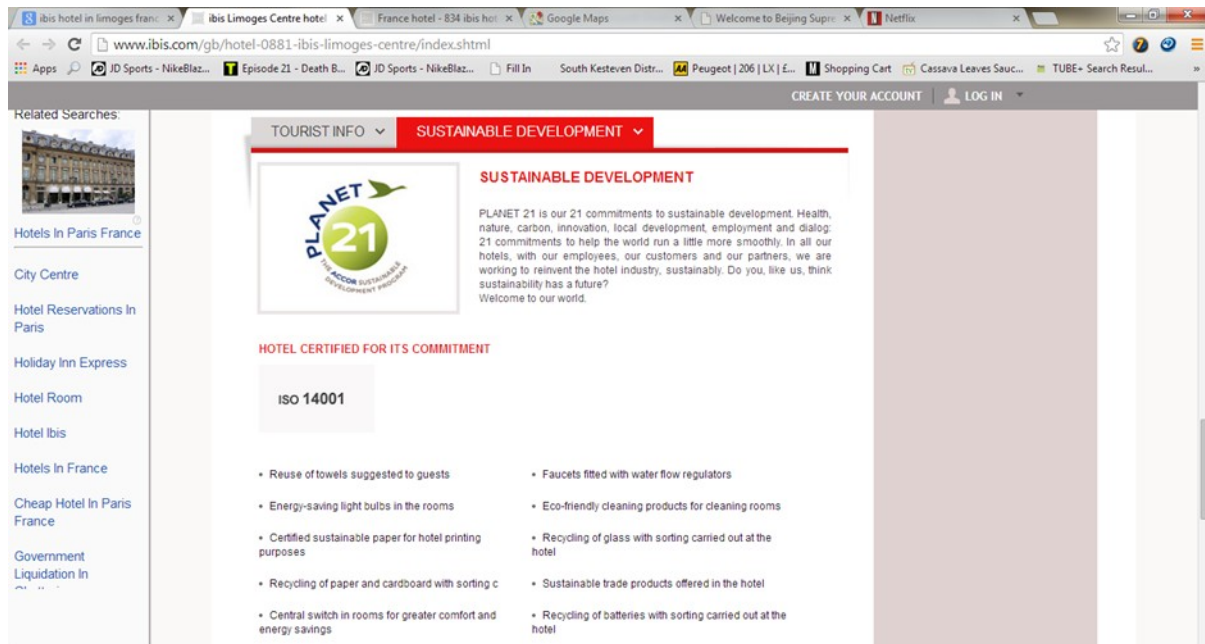 ibis hotel in limoges franc
ibis Limoges Centre hotel
France hotel - 834 ibis hot
Google Maps
Welcome to Beijing Supre
Netflix
www.ibis.com/gb/hotel-0881-ibis-limoges-centre/index.shtml
Apps
JD Sports - NikeBlaz...
Episode 21 - Death B...
JD Sports - NikeBlaz...
Fill In
South Kesteven Distr...
Peugeot | 206 | LX | £...
Shopping Cart
Cassava Leaves Sauc...
TUBE+ Search Resul...
CREATE YOUR ACCOUNT
LOG IN
Related Searches:
Hotels In Paris France
City Centre
Hotel Reservations In
Paris
Holiday Inn Express
Hotel Room
Hotel Ibis
Hotels In France
Cheap Hotel In Paris
France
Government
Liquidation In
TOURIST INFO
SUSTAINABLE DEVELOPMENT
PLANET
21
THE ACCOR SUSTAINABLE
DEVELOPMENT PROGRAM
SUSTAINABLE DEVELOPMENT
PLANET 21 is our 21 commitments to sustainable development. Health,
nature, carbon, innovation, local development, employment and dialog:
21 commitments to help the world run a little more smoothly. In all our
hotels, with our employees, our customers and our partners, we are
working to reinvent the hotel industry, sustainably. Do you, like us, think
sustainability has a future?
Welcome to our world.
HOTEL CERTIFIED FOR ITS COMMITMENT
ISO 14001
• Reuse of towels suggested to guests
• Energy-saving light bulbs in the rooms
• Certified sustainable paper for hotel printing
purposes
• Recycling of paper and cardboard with sorting c
• Central switch in rooms for greater comfort and
energy savings
• Faucets fitted with water flow regulators
• Eco-friendly cleaning products for cleaning rooms
• Recycling of glass with sorting carried out at the
hotel
• Sustainable trade products offered in the hotel
• Recycling of batteries with sorting carried out at the
hotel